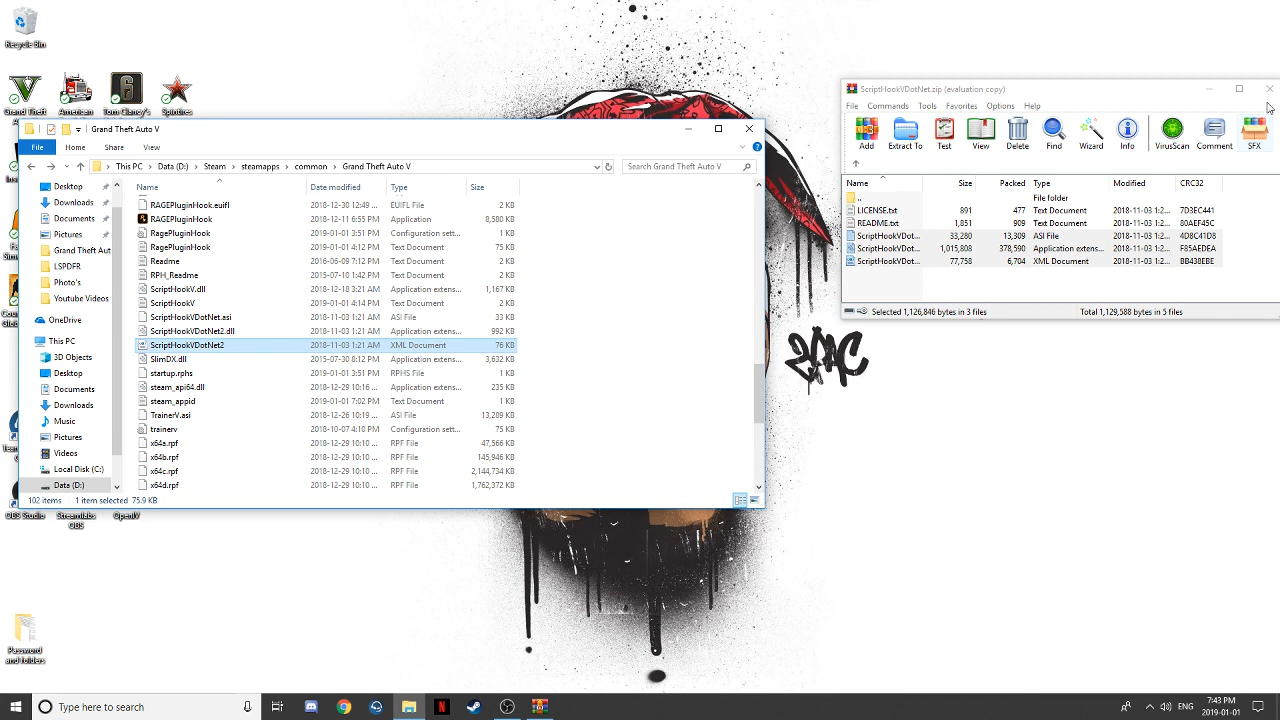 Recycle Bin
Grand Theft
American
Tom Clancy's
Spintires
ScriptHookVDotNet.zip (evaluation copy)
File Commands Tools Favorites Options Help
Add Extract To Test View Delete Find Wizard Info VirusScan Comment SFX
Name Size Packed Type Modified CRC32
.. File folder
LICENSE.txt 891 477 Text Document 2018-11-03 1:2... 7D5EC441
README.txt 1,851 909 Text Document 2018-11-03 1:2...
ScriptHookVDot... 33,280 13,890 ASI File 2018-11-03 1:2... 4D8C41D8
ScriptHookVDot... 1,015,808 378,950 Application extens... 2018-11-03 1:2... F85AEDEA
ScriptHookVDot... 77,758 6,704 XML Document 2018-11-03 1:2... BB438EBE
Selected 1,126,846 bytes in 3 files Total 1,129,588 bytes in 5 files
Grand Theft Auto V
File Home Share View
This PC Data (D:) Steam steamapps common Grand Theft Auto V Search Grand Theft Auto V
Name Date modified Type Size
Desktop
Downloads
Documents
Pictures
Grand Theft Aut
LSPDFR
Photo's
Youtube Videos
OneDrive
This PC
3D Objects
Desktop
Documents
Downloads
Music
Pictures
Videos
Local Disk (C:)
Data (D:)
RAGEPluginHook.euifl 2018-12-30 12:49 ... EUIFL File 2 KB
RAGEPluginHook 2018-12-11 6:55 PM Application 8,580 KB
RagePluginHook 2019-01-01 3:51 PM Configuration sett... 1 KB
RagePluginHook 2019-01-01 4:12 PM Text Document 75 KB
Readme 2016-06-09 7:12 PM Text Document 2 KB
RPH_Readme 2015-07-10 1:42 PM Text Document 2 KB
ScriptHookV.dll 2018-12-18 3:21 AM Application extens... 1,167 KB
ScriptHookV 2019-01-01 4:14 PM Text Document 2 KB
ScriptHookVDotNet.asi 2018-11-03 1:21 AM ASI File 33 KB
ScriptHookVDotNet2.dll 2018-11-03 1:21 AM Application extens... 992 KB
ScriptHookVDotNet2 2018-11-03 1:21 AM XML Document 76 KB
SlimDX.dll 2015-07-30 8:12 PM Application extens... 3,632 KB
startup.rphs 2019-01-01 3:51 PM RPHS File 1 KB
steam_api64.dll 2018-12-29 10:16 ... Application extens... 235 KB
steam_appid 2019-01-01 7:02 PM Text Document 1 KB
TrainerV.asi 2018-12-26 10:19 ... ASI File 13,289 KB
trainerv 2018-10-07 4:10 PM Configuration sett... 75 KB
x64a.rpf 2018-12-29 10:10 ... RPF File 47,566 KB
x64b.rpf 2018-12-29 10:10 ... RPF File
x64c.rpf 2018-12-29 10:10 ... RPF File
x64d.rpf 2018-12-29 10:10 ... RPF File 1,762,372 KB
102 items 1 item selected 75.9 KB
OBS Studio
Streamlabs OBS
OpenIV
Password and folders
Type here to search
ENG
7:43 PM
2019-01-01